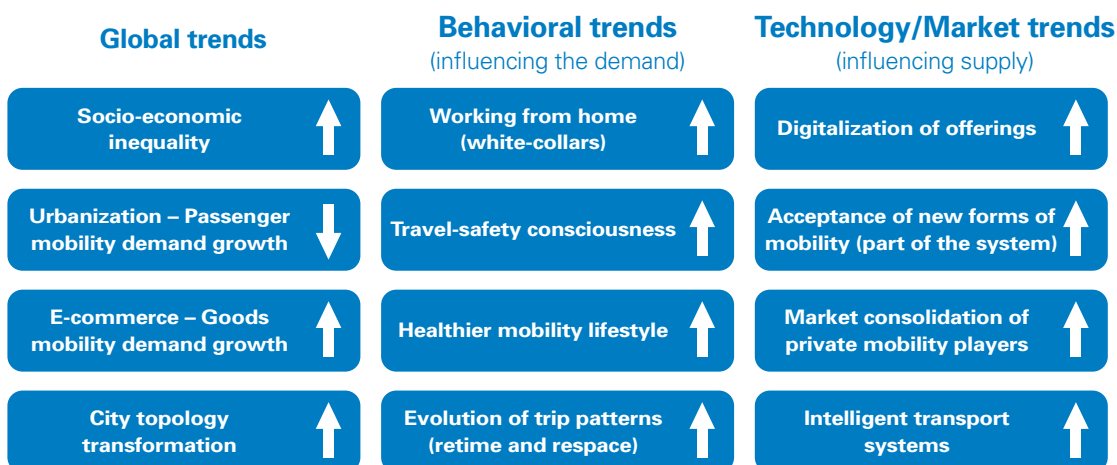 Global trends
Behavioral trends
(influencing the demand)
Technology/Market trends
(influencing supply)
Socio-economic
inequality
Working from home
(white-collars)
Digitalization of offerings
Urbanization – Passenger
mobility demand growth
Travel-safety consciousness
Acceptance of new forms of
mobility (part of the system)
E-commerce – Goods
mobility demand growth
Healthier mobility lifestyle
Market consolidation of
private mobility players
City topology
transformation
Evolution of trip patterns
(retime and respace)
Intelligent transport
systems